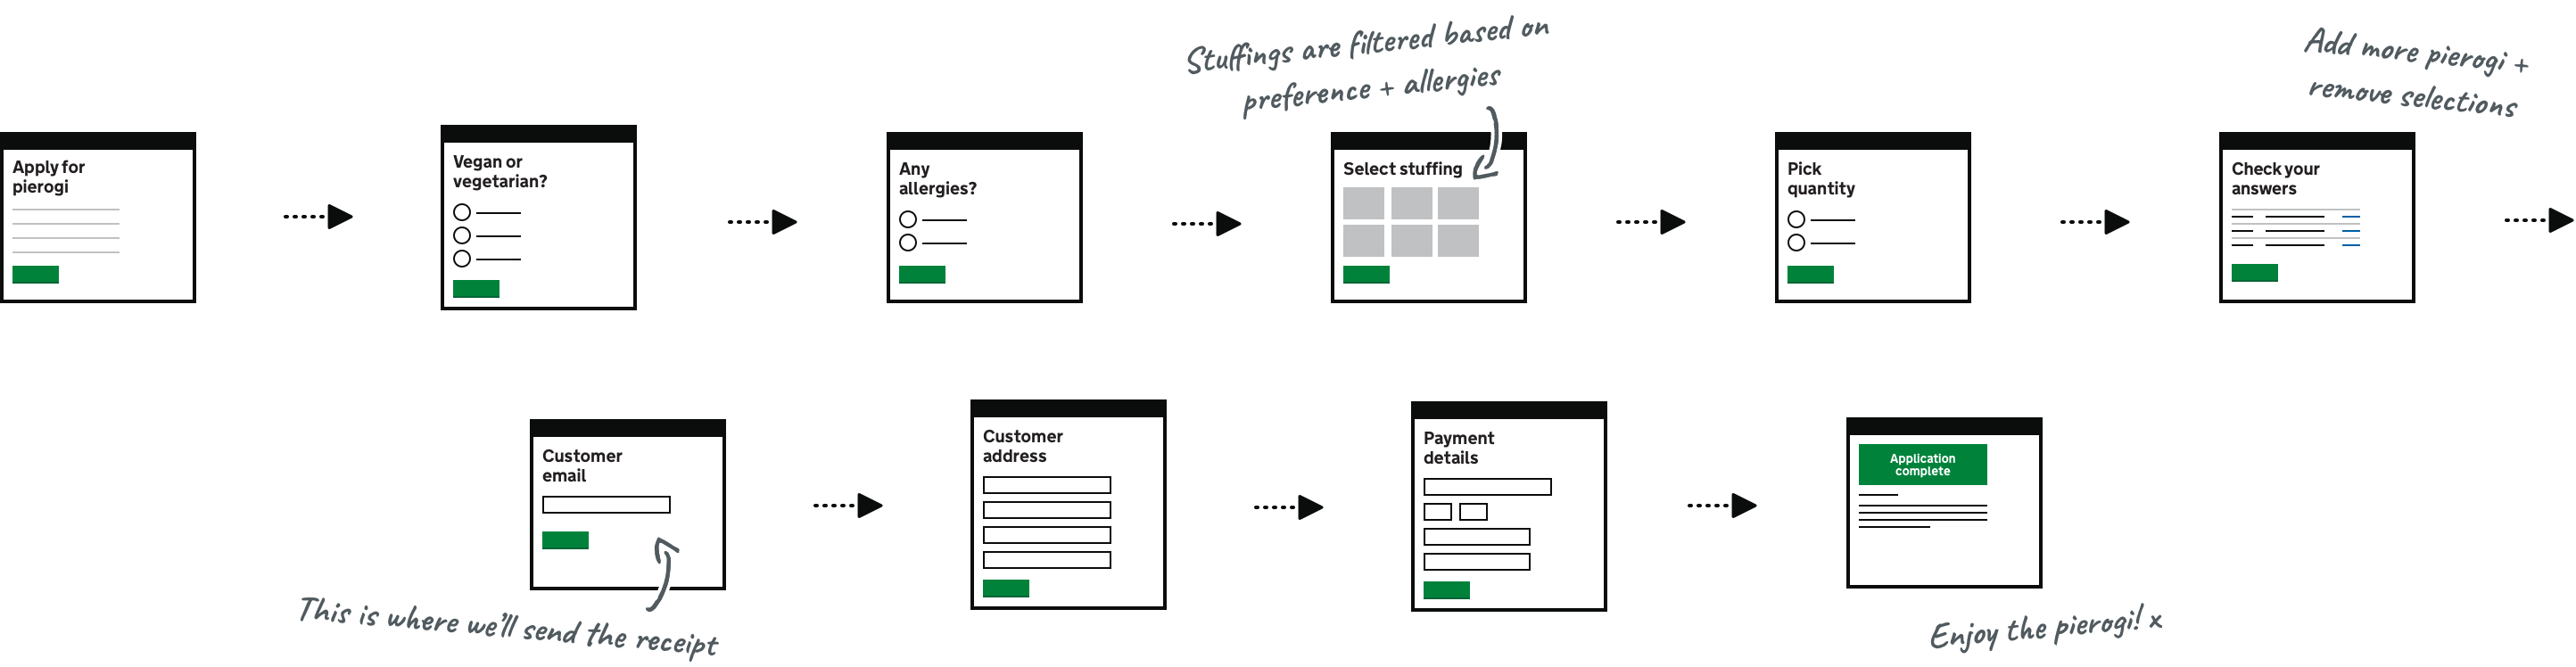 Stuffings are filtered based on
preference + allergies
Add more pierogi +
remove selections
Apply for
pierogi
Vegan or
vegetarian?
Any
allergies?
Select stuffing
Pick
quantity
Check your
answers
Customer
email
Customer
address
Payment
details
Application
complete
This is where we'll send the receipt
Enjoy the pierogi! x